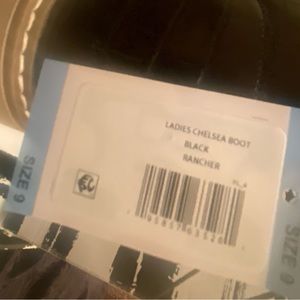 LADIES CHELSEA BOOT
BLACK
RANCHER
SIZE 9
SIZE 9